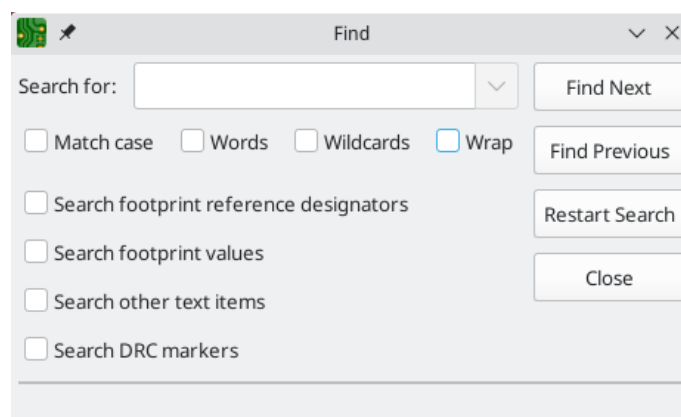 Find
Search for:
Find Next
Match case Words Wildcards Wrap
Find Previous
Search footprint reference designators
Restart Search
Search footprint values
Close
Search other text items
Search DRC markers